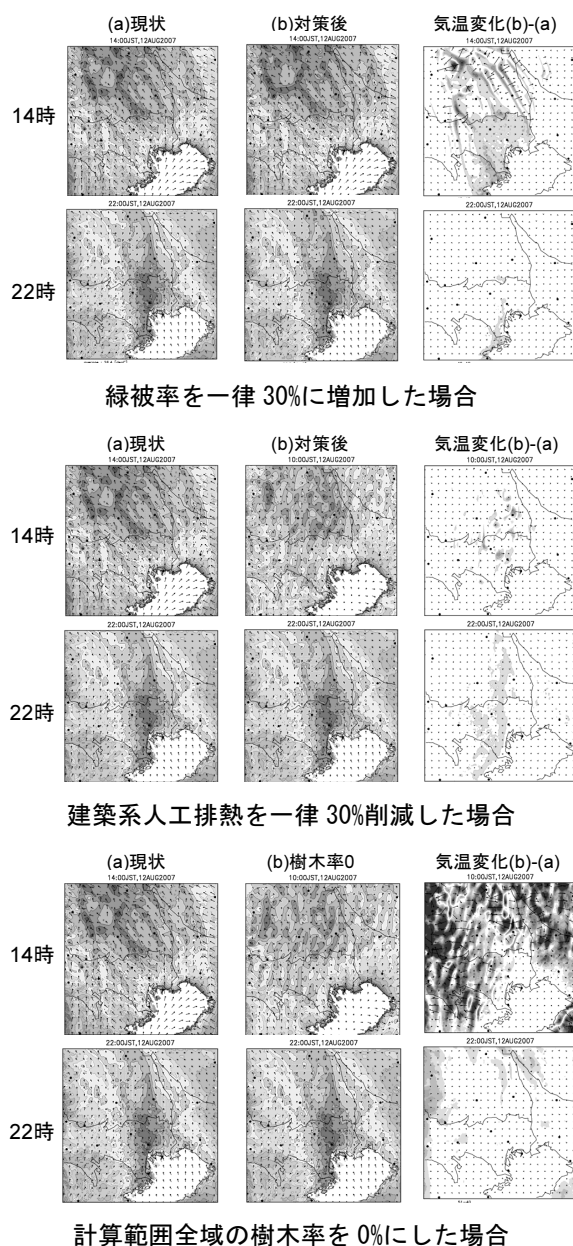 (a)現状 (b)対策後 気温変化(b)-(a)
14:00JST,12AUG2007 14:00JST,12AUG2007 14:00JST,12AUG2007
14時
22:00JST,12AUG2007 22:00JST,12AUG2007 22:00JST,12AUG2007
22時
緑被率を一律 30%に増加した場合
(a)現状 (b)対策後 気温変化(b)-(a)
14:00JST,12AUG2007 10:00JST,12AUG2007 10:00JST,12AUG2007
14時
22:00JST,12AUG2007 22:00JST,12AUG2007 22:00JST,12AUG2007
22時
建築系人工排熱を一律 30%削減した場合
(a)現状 (b)樹木率0 気温変化(b)-(a)
14:00JST,12AUG2007 10:00JST,12AUG2007 10:00JST,12AUG2007
14時
22:00JST,12AUG2007 22:00JST,12AUG2007 22:00JST,12AUG2007
22時
計算範囲全域の樹木率を 0%にした場合